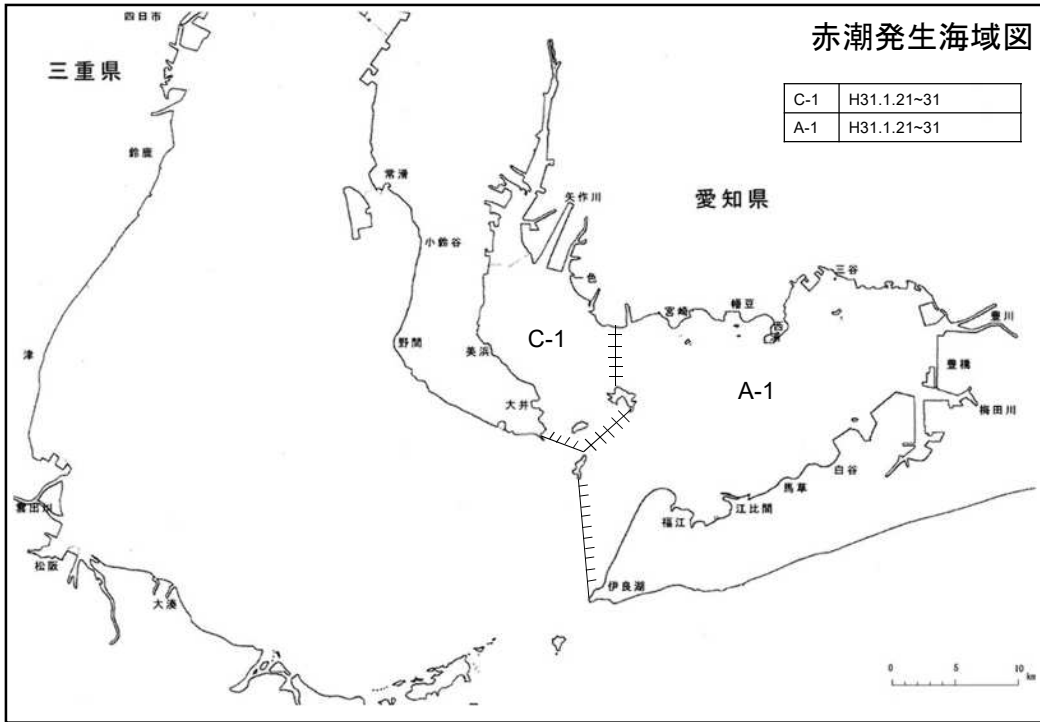 赤潮発生海域図
C-1 H31.1.21~31
A-1 H31.1.21~31
四日市
三重県
鈴鹿
常滑
矢作川
愛知県
小鈴谷
一色
三谷
宮崎
幡豆
西浦
豊川
津
野間
美浜
C-1
豊橋
A-1
大井
梅田川
白谷
馬草
江比間
福江
雲出川
松阪
伊良湖
大湊
0 5 10
km